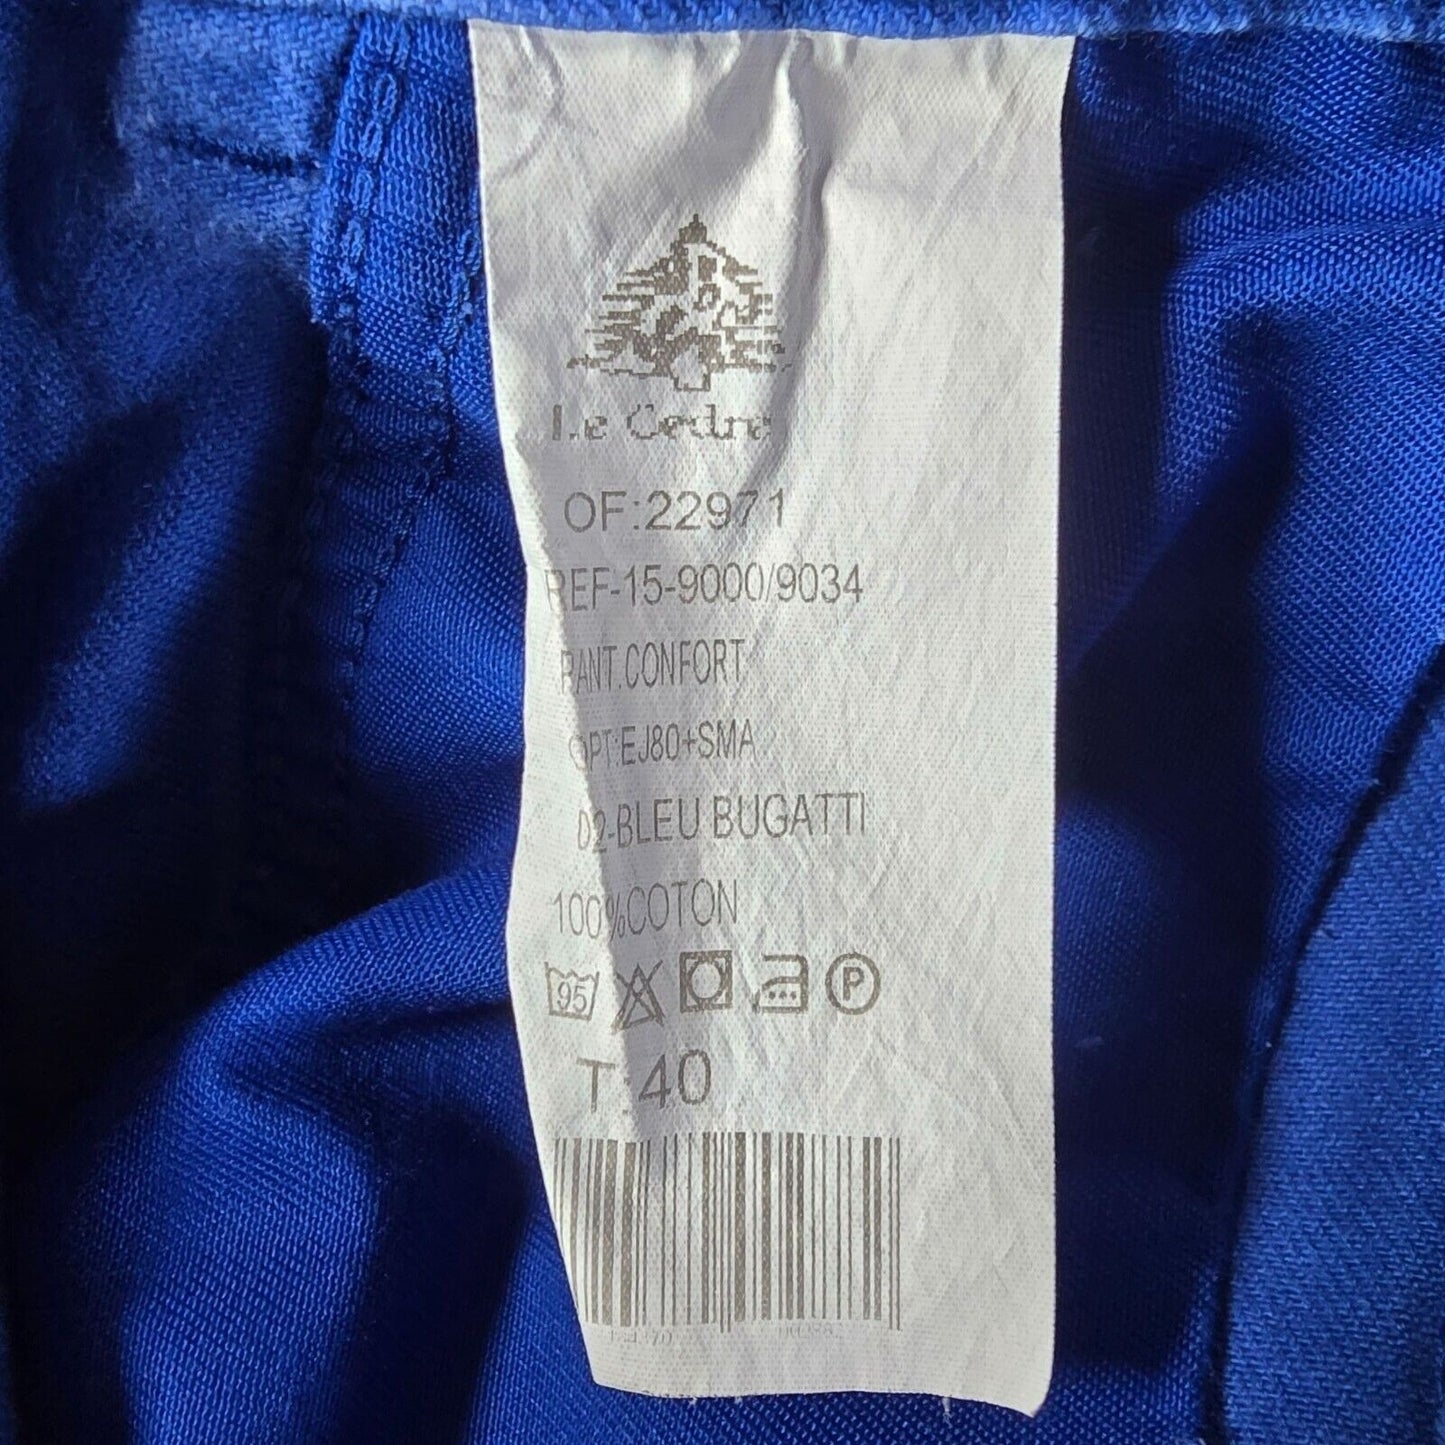 Le Cedre
OF:22971
REF-15-9000/9034
PANT.CONFORT
OPT:EJ80+SMA
D2-BLEU BUGATTI
100%COTON
95 P
T:40